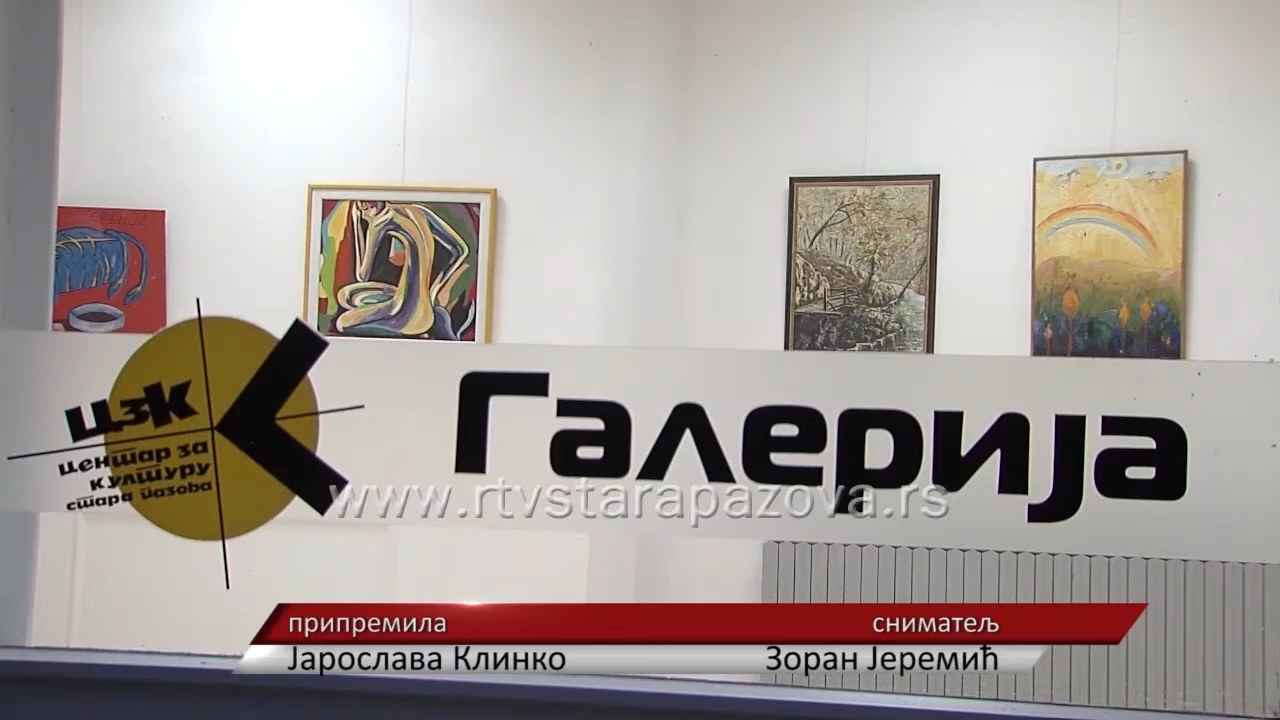 цзк
центар за
културу
стара пазова
Галерија
www.rtvstarapazova.rs
припремила
сниматељ
Јарослава Клинко
Зоран Јеремић